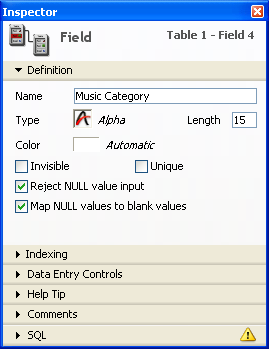 Inspector
Field
Table 1 - Field 4
Definition
Name Music Category
Type Alpha Length 15
Color Automatic
Invisible Unique
Reject NULL value input
Map NULL values to blank values
Indexing
Data Entry Controls
Help Tip
Comments
SQL